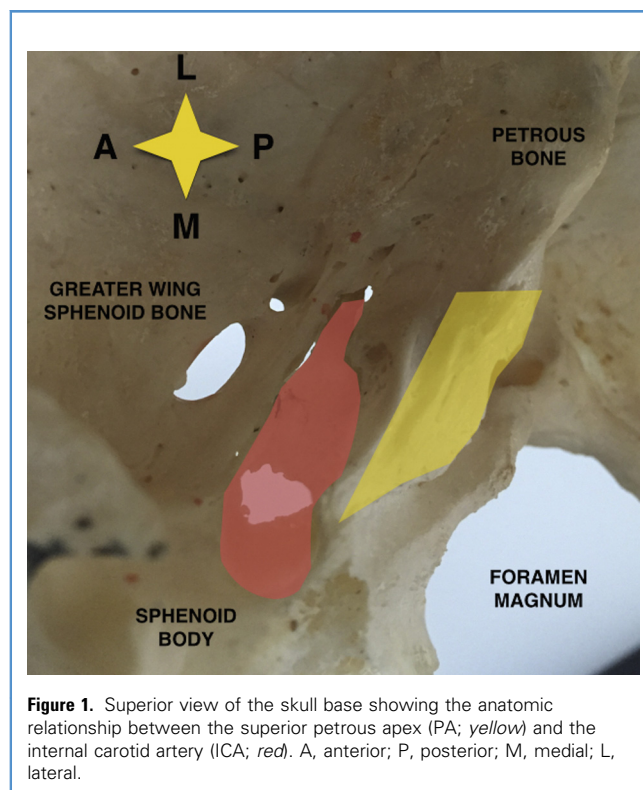 L
A
P
M
PETROUS
BONE
GREATER WING
SPHENOID BONE
FORAMEN
MAGNUM
SPHENOID
BODY
Figure 1. Superior view of the skull base showing the anatomic
relationship between the superior petrous apex (PA; yellow) and the
internal carotid artery (ICA; red). A, anterior; P, posterior; M, medial; L,
lateral.